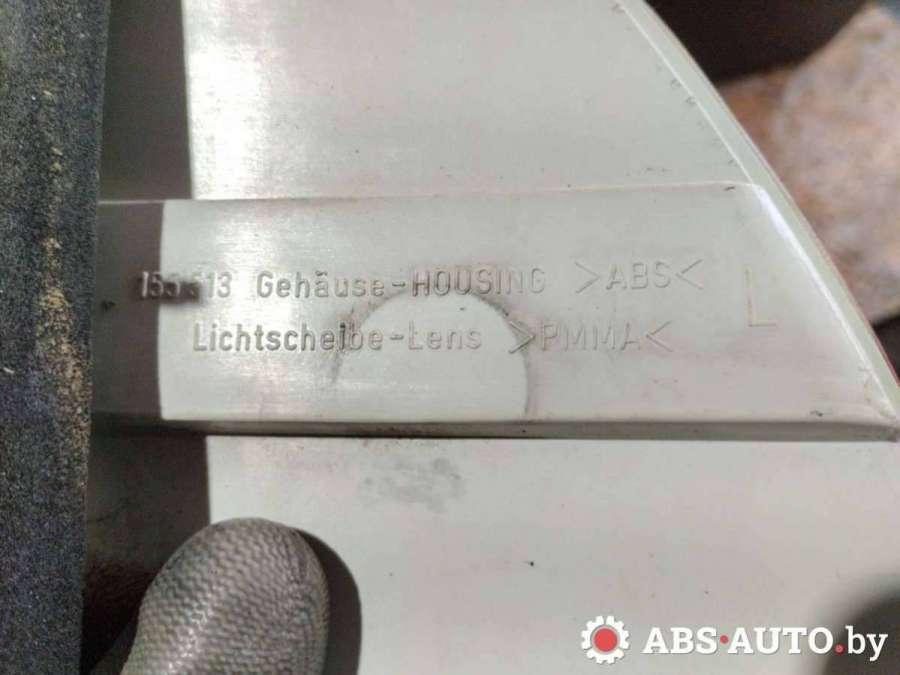 Gehäuse-HOUSING >ABS<
Lichtscheibe-Lens >PMMA<
L
ABS-AUTO.by